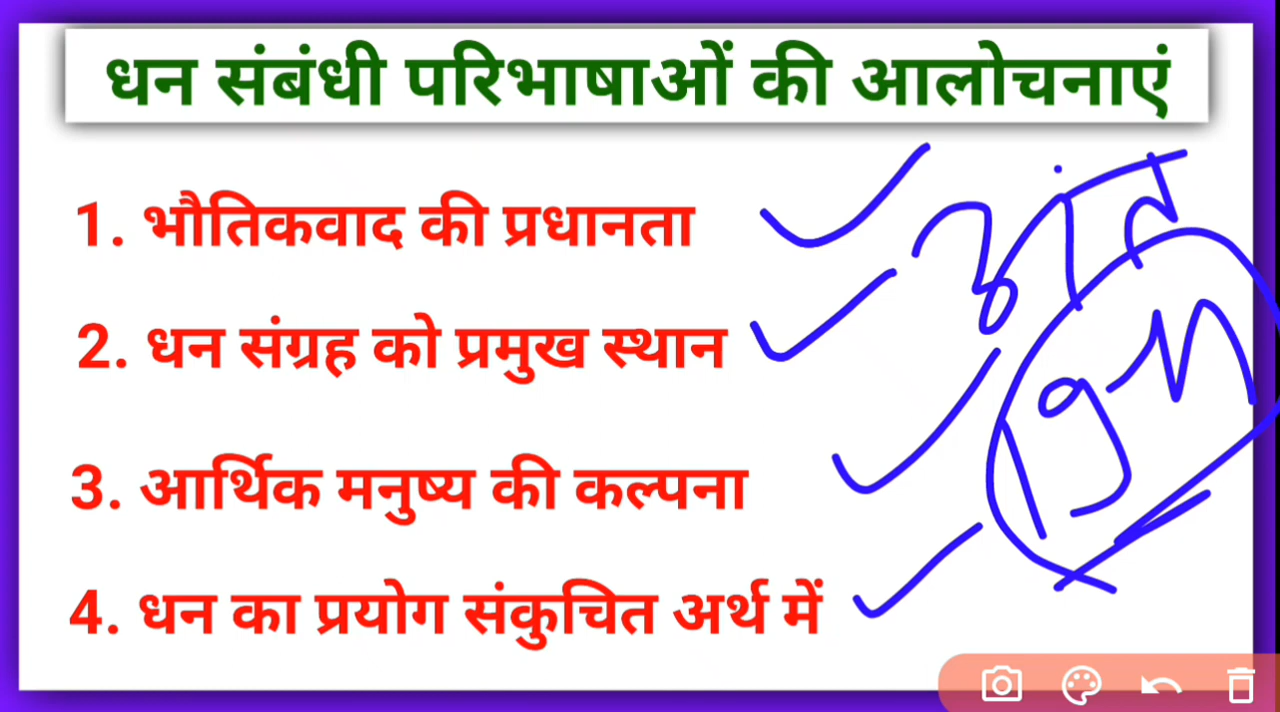 धन संबंधी परिभाषाओं की आलोचनाएं
1. भौतिकवाद की प्रधानता
2. धन संग्रह को प्रमुख स्थान
3. आर्थिक मनुष्य की कल्पना
4. धन का प्रयोग संकुचित अर्थ में